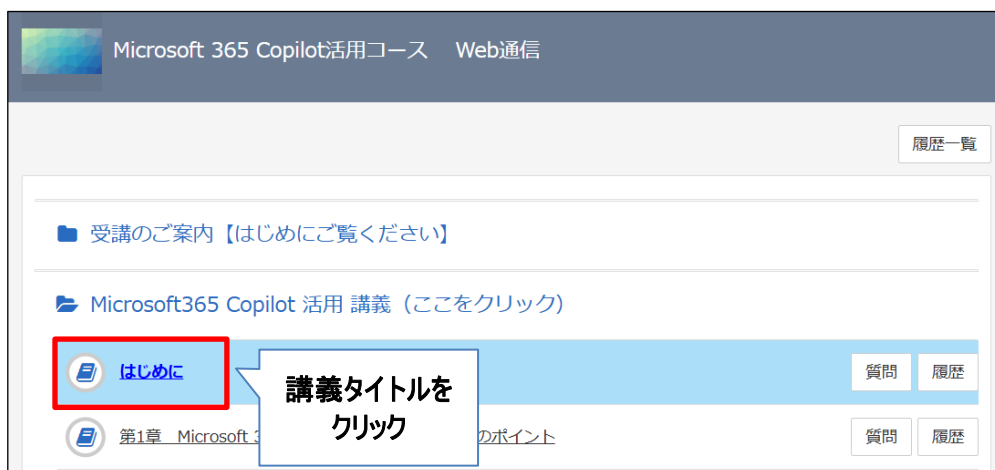 Microsoft 365 Copilot活用コース　Web通信
履歴一覧
受講のご案内【はじめにご覧ください】
Microsoft365 Copilot 活用 講義（ここをクリック）
はじめに
質問
履歴
講義タイトルを
クリック
第1章　Microsoft
のポイント
質問
履歴